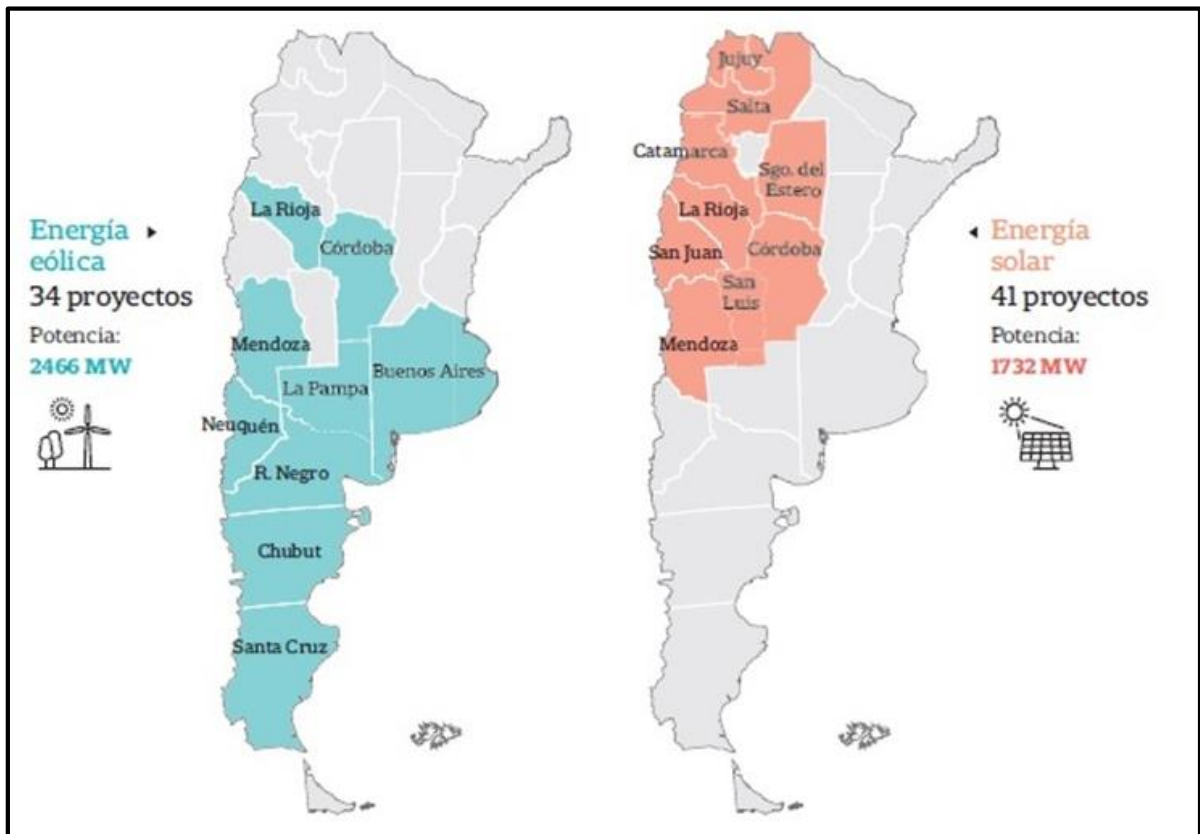 Energía
eólica
34 proyectos
Potencia:
2466 MW
La Rioja
Córdoba
Mendoza
La Pampa
Buenos Aires
Neuquén
R. Negro
Chubut
Santa Cruz
Jujuy
Salta
Catamarca
Sgo. del
Estero
La Rioja
San Juan
Córdoba
San
Luis
Mendoza
Energía
solar
41 proyectos
Potencia:
1732 MW